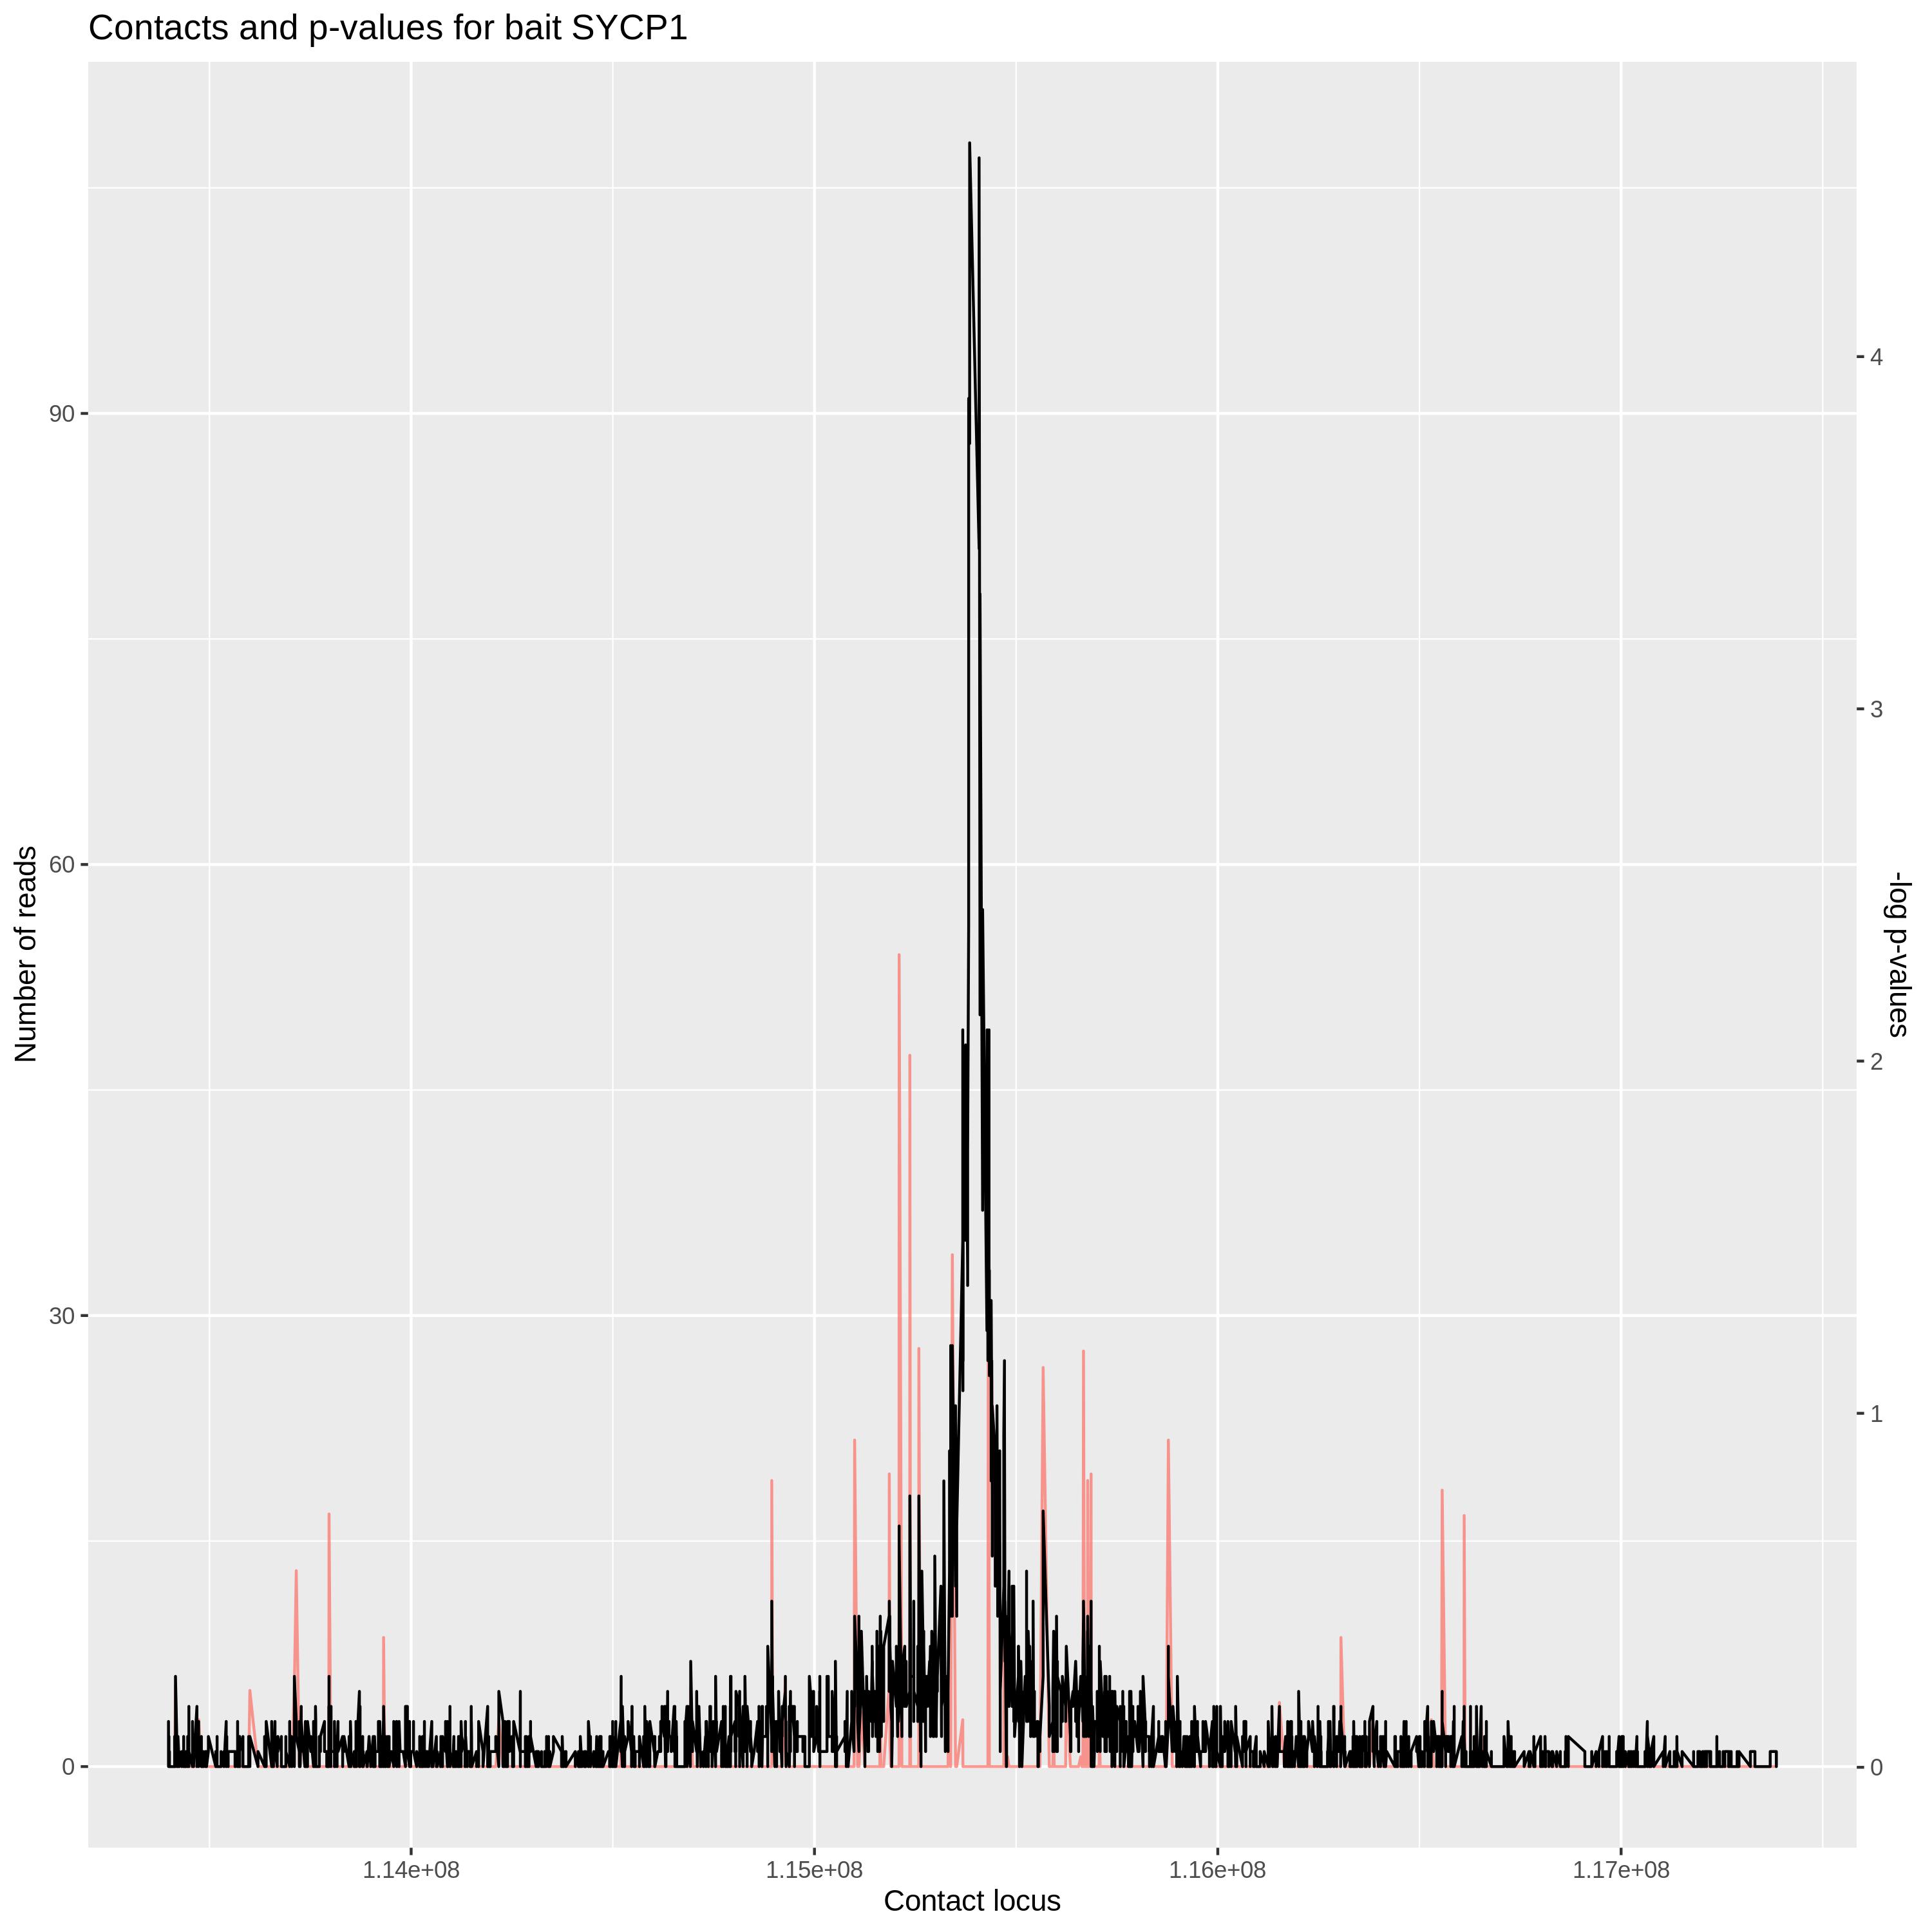 Contacts and p-values for bait SYCP1
90
60
30
0
Number of reads
4
3
2
1
0
-log p-values
1.14e+08 1.15e+08 1.16e+08 1.17e+08
Contact locus